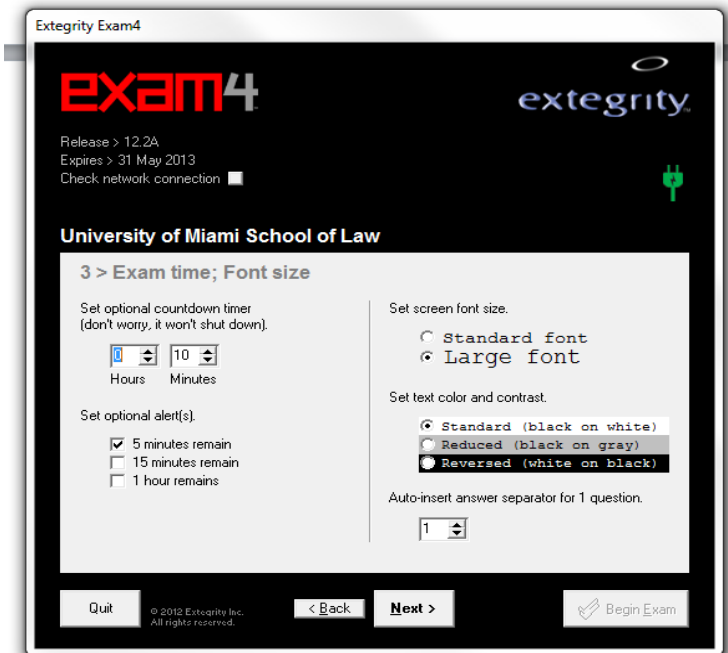 Extegrity Exam4
exam4
extegrity
Release > 12.2A
Expires > 31 May 2013
Check network connection
University of Miami School of Law
3 > Exam time; Font size
Set optional countdown timer
(don't worry, it won't shut down).
0 10
Hours Minutes
Set optional alert(s).
5 minutes remain
15 minutes remain
1 hour remains
Set screen font size.
Standard font
Large font
Set text color and contrast.
Standard (black on white)
Reduced (black on gray)
Reversed (white on black)
Auto-insert answer separator for 1 question.
1
Quit
© 2012 Extegrity Inc.
All rights reserved.
< Back
Next >
Begin Exam